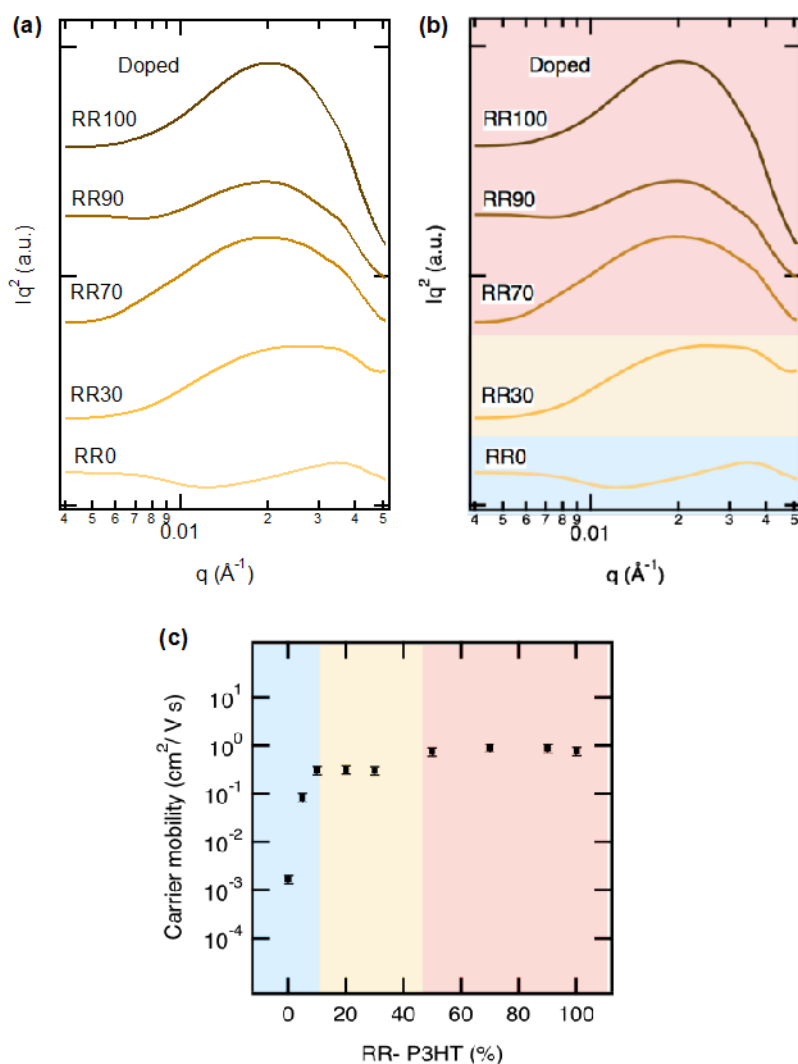 (a)
Doped
RR100
RR90
RR70
RR30
RR0
Iq² (a.u.)
4 5 6 7 8 9 2 3 4 5
0.01
q (Å⁻¹)
(b)
Doped
RR100
RR90
RR70
RR30
RR0
Iq² (a.u.)
4 5 6 7 8 9 2 3 4 5
0.01
q (Å⁻¹)
(c)
Carrier mobility (cm²/ V s)
10¹
10⁰
10⁻¹
10⁻²
10⁻³
10⁻⁴
0 20 40 60 80 100
RR- P3HT (%)